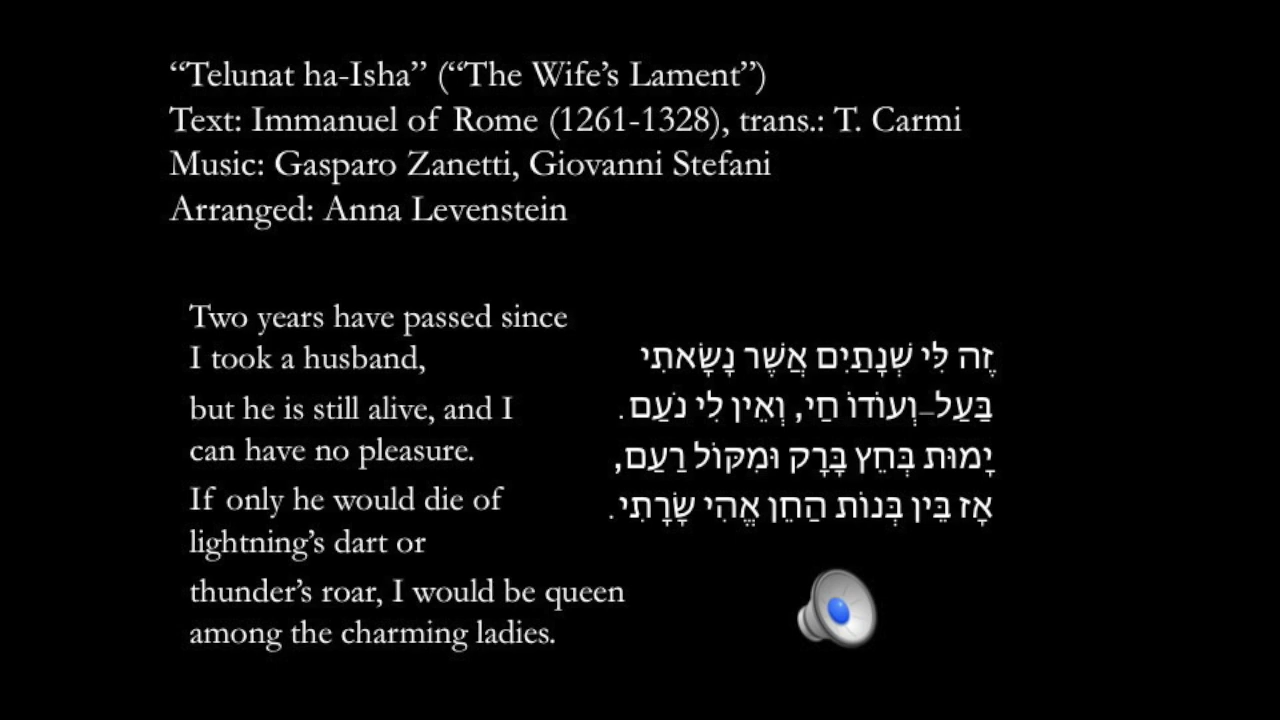 “Telunat ha-Isha” (“The Wife’s Lament”)
Text: Immanuel of Rome (1261-1328), trans.: T. Carmi
Music: Gasparo Zanetti, Giovanni Stefani
Arranged: Anna Levenstein
Two years have passed since
I took a husband,
but he is still alive, and I
can have no pleasure.
If only he would die of
lightning’s dart or
thunder’s roar, I would be queen
among the charming ladies.
זֶה לִּי שְׁנָתַיִם אֲשֶׁר נָשָׂאתִי
בַּעַל–וְעוֹדוֹ חַי, וְאֵין לִי נֹעַם.
יָמוּת בְּחֵץ בָּרָק וּמִקּוֹל רַעַם,
אָז בֵּין בְּנוֹת הַחֵן אֱהִי שָׂרָתִי.